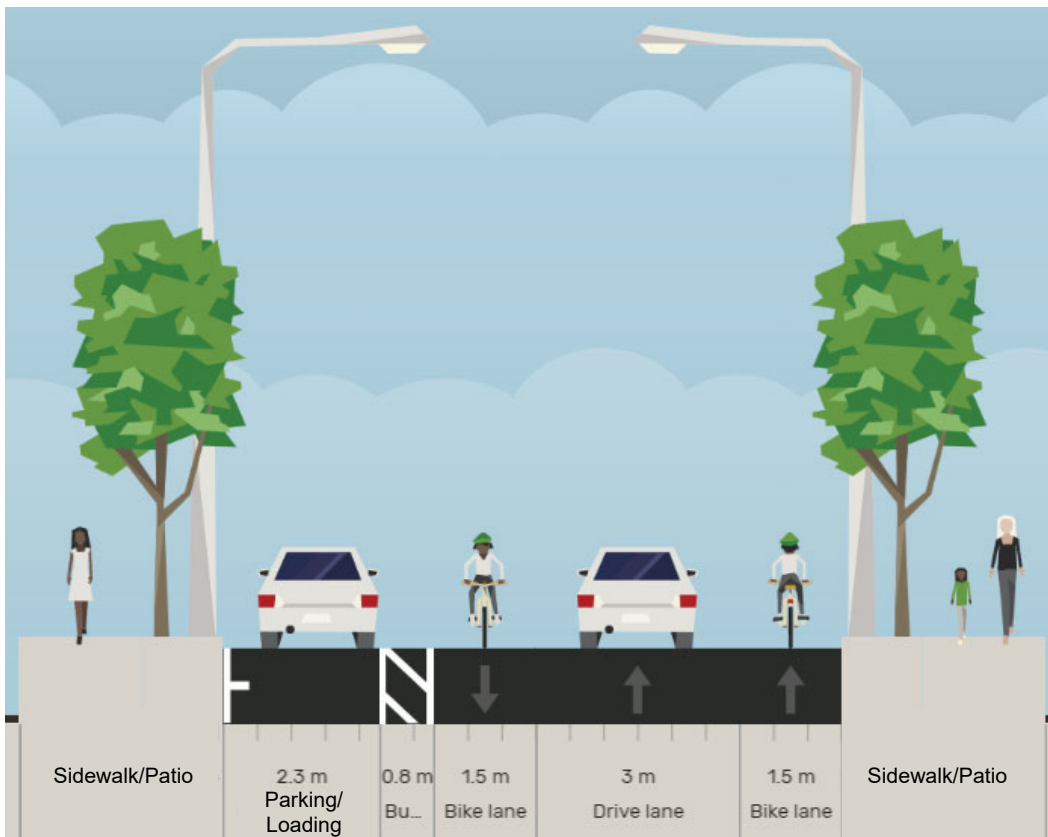 Sidewalk/Patio
2.3 m
Parking/
Loading
0.8 m
Bu...
1.5 m
Bike lane
3 m
Drive lane
1.5 m
Bike lane
Sidewalk/Patio